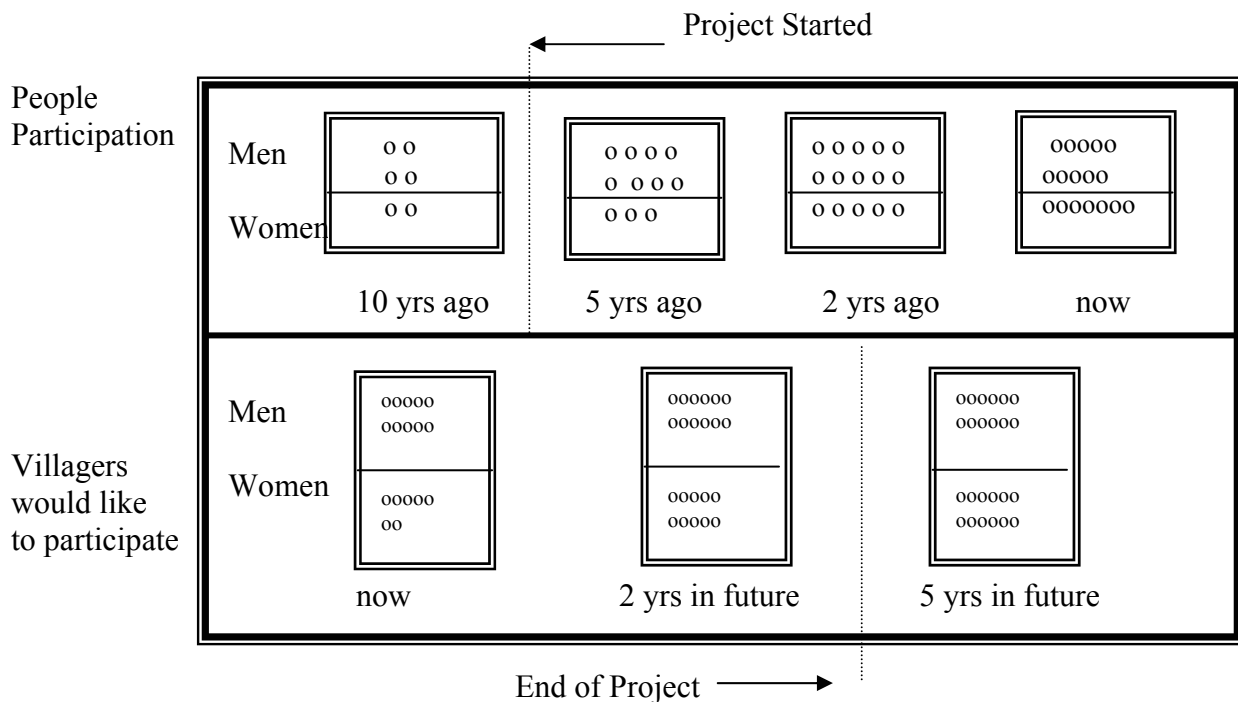 Project Started
People
Participation
Men
o o
o o
o o o o
o o o o
o o o o o
o o o o o
ooooo
ooooo
Women
o o
o o o
o o o o o
ooooooo
10 yrs ago
5 yrs ago
2 yrs ago
now
Villagers
would like
to participate
Men
ooooo
ooooo
oooooo
oooooo
oooooo
oooooo
Women
ooooo
oo
ooooo
ooooo
oooooo
oooooo
now
2 yrs in future
5 yrs in future
End of Project